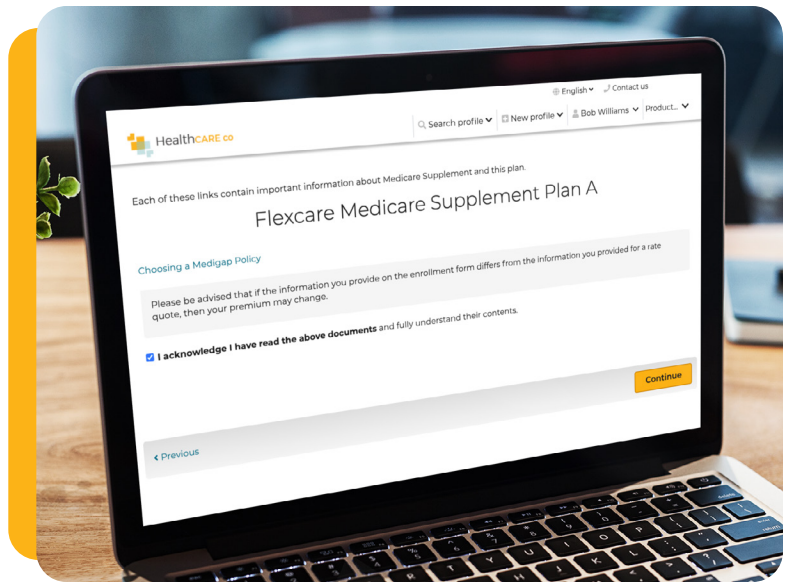 English Contact us
HealthCARE co
Search profile New profile Bob Williams Product...
Each of these links contain important information about Medicare Supplement and this plan.
Flexcare Medicare Supplement Plan A
Choosing a Medigap Policy
Please be advised that if the information you provide on the enrollment form differs from the information you provided for a rate
quote, then your premium may change.
I acknowledge I have read the above documents and fully understand their contents.
Continue
Previous